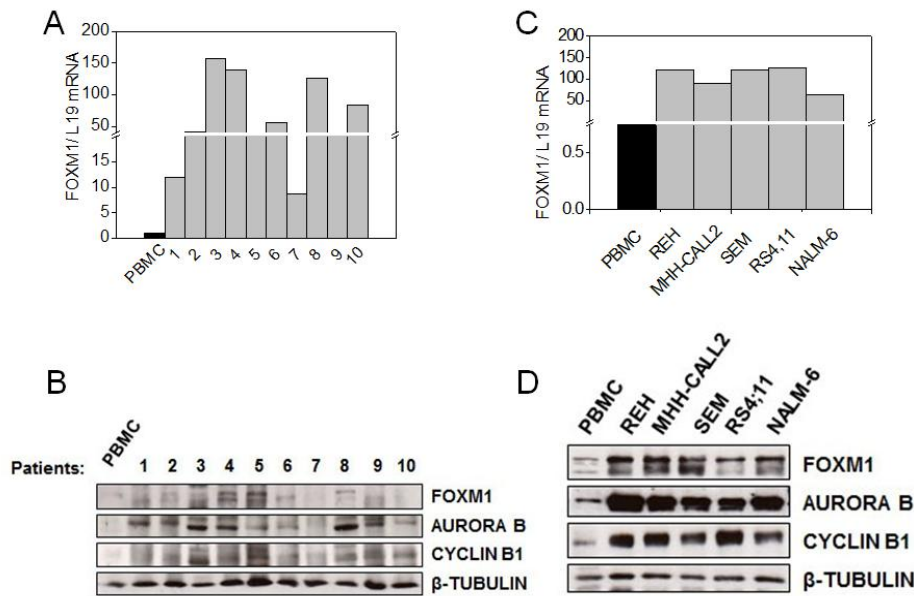 A
FOXM1/ L 19 mRNA
200
150
100
50
15
10
5
0
PBMC 1 2 3 4 5 6 7 8 9 10
C
FOXM1/ L 19 mRNA
200
150
100
50
0.5
0.0
PBMC REH MHH-CALL2 SEM RS4;11 NALM-6
B
PBMC
Patients: 1 2 3 4 5 6 7 8 9 10
FOXM1
AURORA B
CYCLIN B1
β-TUBULIN
D
PBMC REH MHH-CALL2 SEM RS4;11 NALM-6
FOXM1
AURORA B
CYCLIN B1
β-TUBULIN